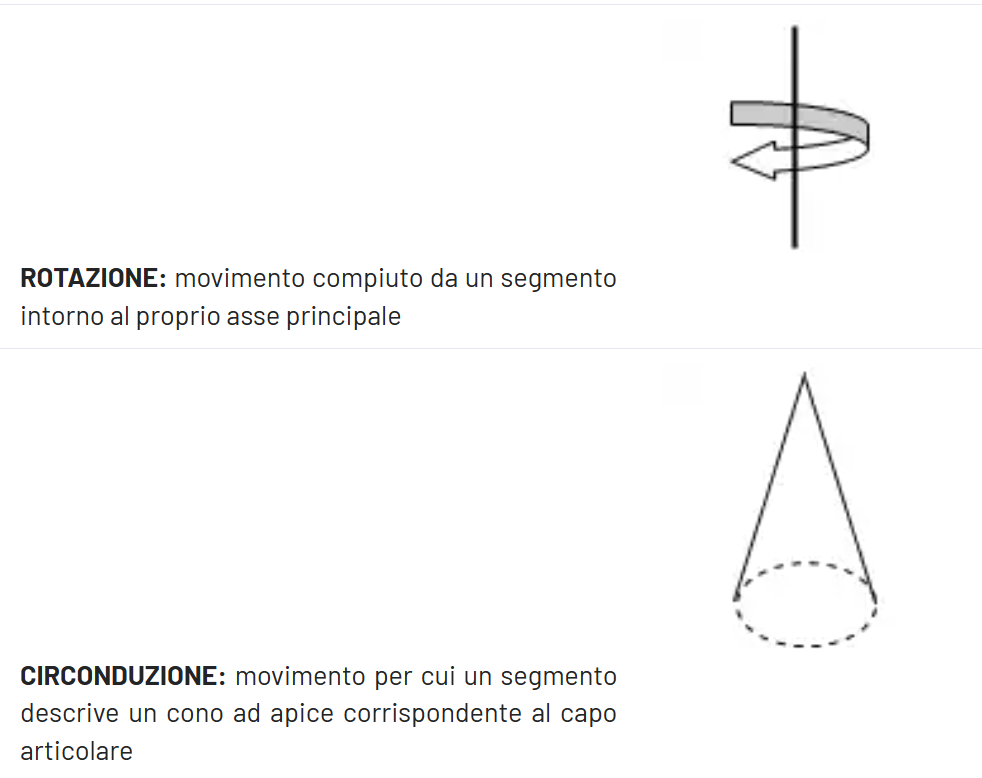 ROTAZIONE: movimento compiuto da un segmento
intorno al proprio asse principale
CIRCONDUZIONE: movimento per cui un segmento
descrive un cono ad apice corrispondente al capo
articolare